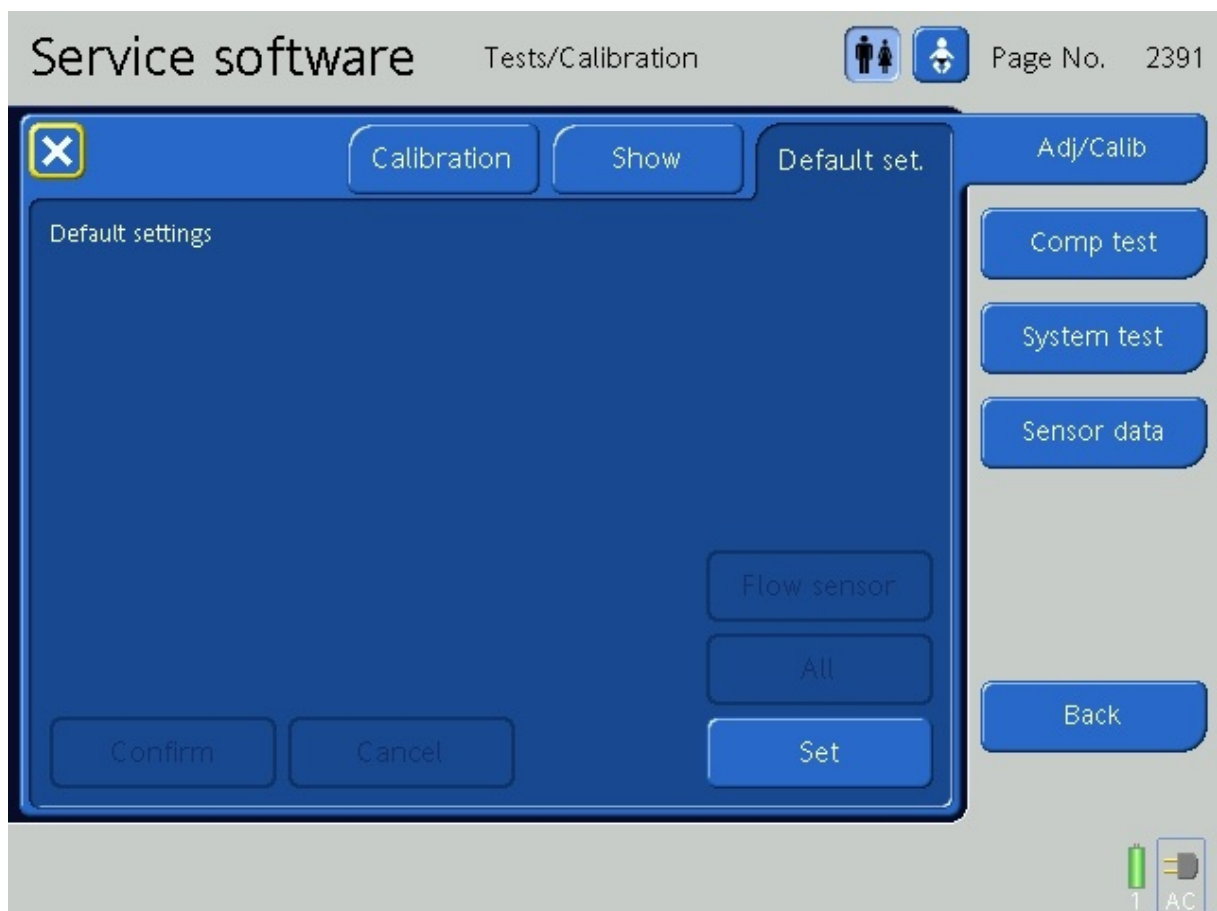 Service software Tests/Calibration Page No. 2391
Calibration Show Default set. Adj/Calib
Default settings
Comp test
System test
Sensor data
Flow sensor
All
Back
Confirm Cancel Set
1 AC